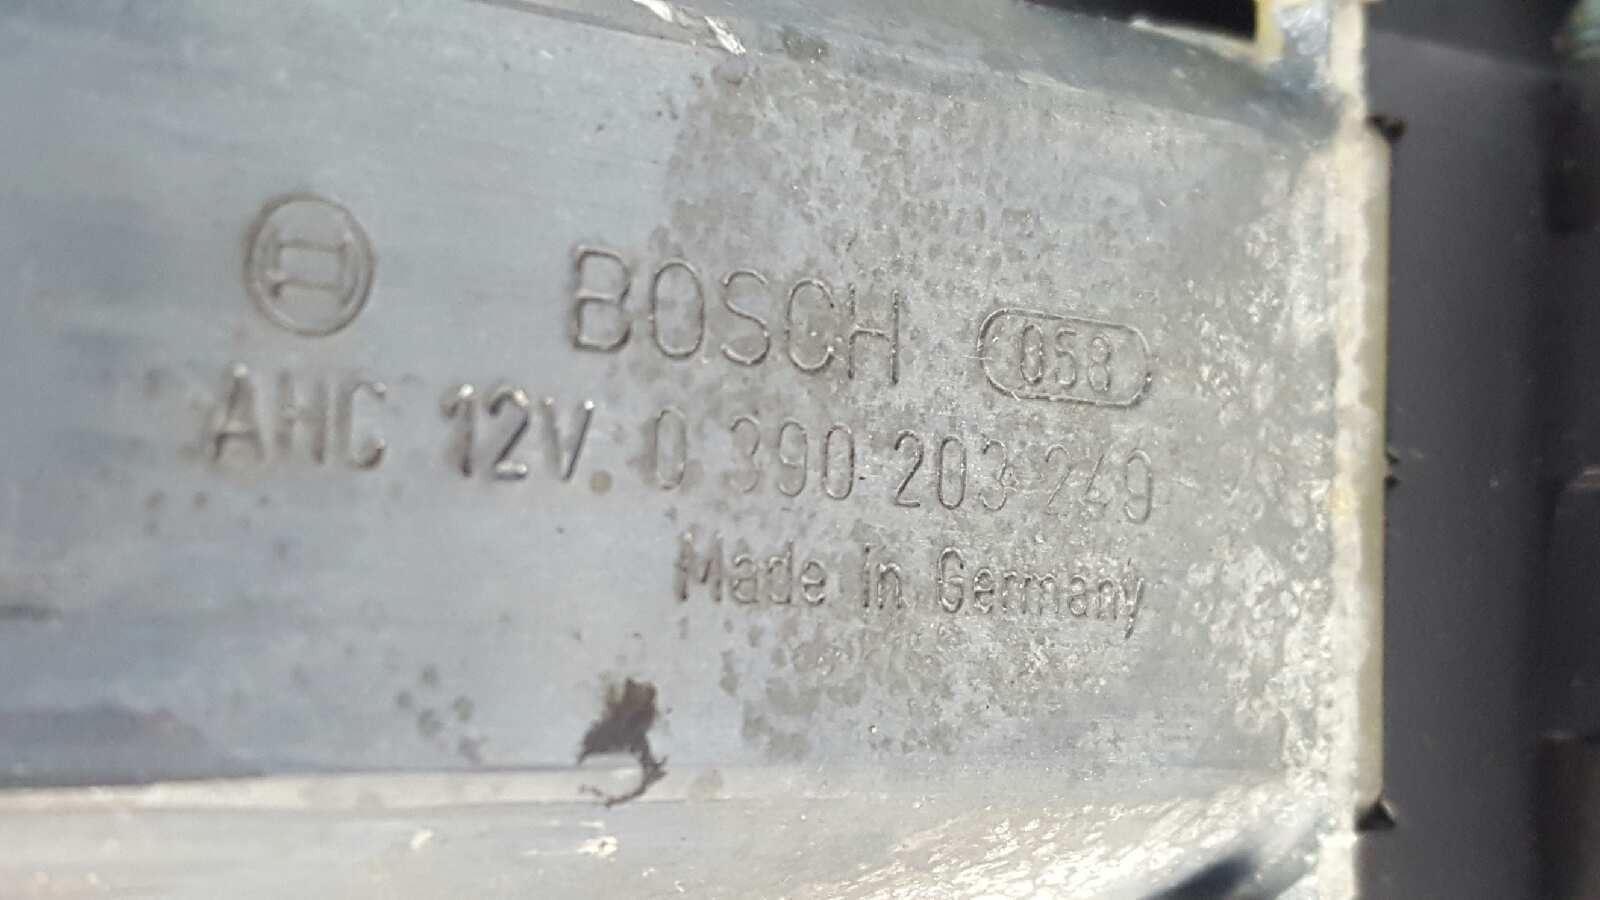 BOSCH 058
AHC 12V. 0 390 203 249
Made in Germany